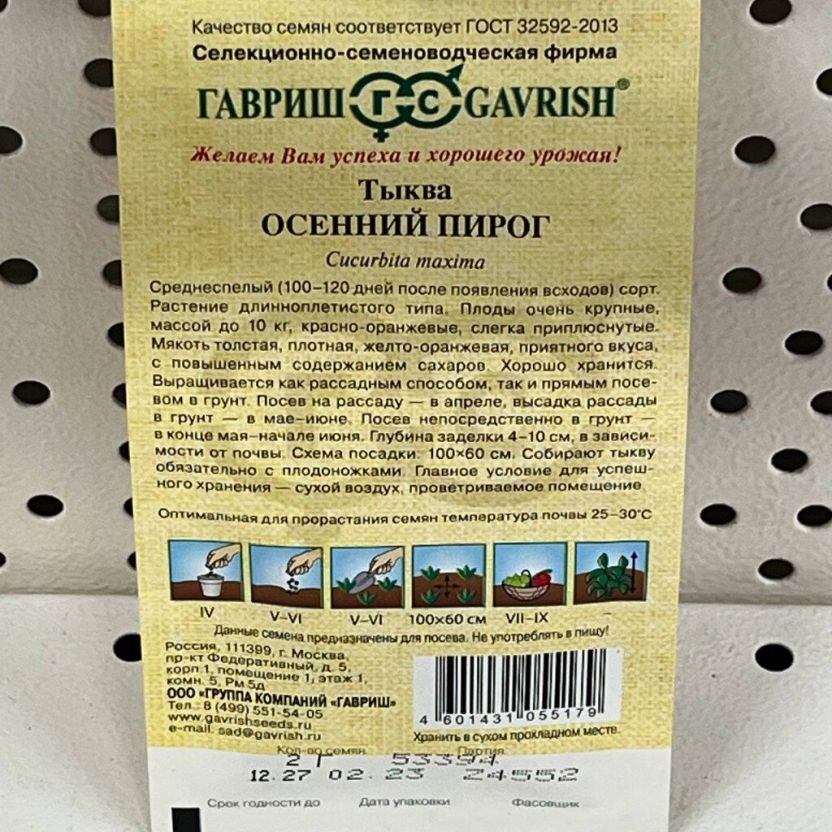 Качество семян соответствует ГОСТ 32592-2013
Селекционно-семеноводческая фирма
ГАВРИШ Г-С GAVRISH®
Желаем Вам успеха и хорошего урожая!
Тыква
ОСЕННИЙ ПИРОГ
Cucurbita maxima
Среднеспелый (100–120 дней после появления всходов) сорт.
Растение длинноплетистого типа. Плоды очень крупные,
массой до 10 кг, красно-оранжевые, слегка приплюснутые.
Мякоть толстая, плотная, желто-оранжевая, приятного вкуса,
с повышенным содержанием сахаров. Хорошо хранится.
Выращивается как рассадным способом, так и прямым посе-
вом в грунт. Посев на рассаду — в апреле, высадка рассады
в грунт — в мае–июне. Посев непосредственно в грунт —
в конце мая–начале июня. Глубина заделки 4–10 см, в зависи-
мости от почвы. Схема посадки: 100×60 см. Собирают тыкву
обязательно с плодоножками. Главное условие для успеш-
ного хранения — сухой воздух, проветриваемое помещение.
Оптимальная для прорастания семян температура почвы 25–30°С
IV V–VI V–VI 100×60 см VII–IX –
Данные семена предназначены для посева. Не употреблять в пищу!
Россия, 111399, г. Москва,
пр-кт Федеративный, д. 5,
корп.1, помещение 1, этаж 1,
комн. 5, Рм 5д
ООО «ГРУППА КОМПАНИЙ «ГАВРИШ»
Тел.: 8 (499) 551-54-05
www.gavrishseeds.ru
e-mail: sad@gavrish.ru
4 601431 055179
Хранить в сухом прохладном месте.
Кол-во семян Партия
2 Г 53394
12.27 02.23 24552
Срок годности до Дата упаковки Фасовщик